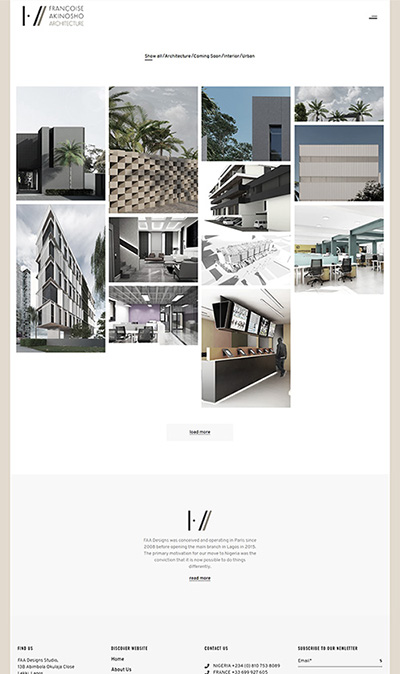 FRANÇOISE
AKINOSHO
ARCHITECTURE
Show all/Architecture/Coming Soon/Interior/Urban
load more
FAA Designs was conceived and operating in Paris since
2008 before opening the main branch in Lagos in 2015.
The primary motivation for our move to Nigeria was the
conviction that it is now possible to do things
differently.
read more
FIND US
DISCOVER WEBSITE
CONTACT US
SUBSCRIBE TO OUR NEWLETTER
FAA Designs Studio,
13B Abimbola Ohulaja Close
Lekki, Lagos
Home
About Us
NIGERIA +234 (0) 810 753 8089
FRANCE +33 699 927 605
Email*